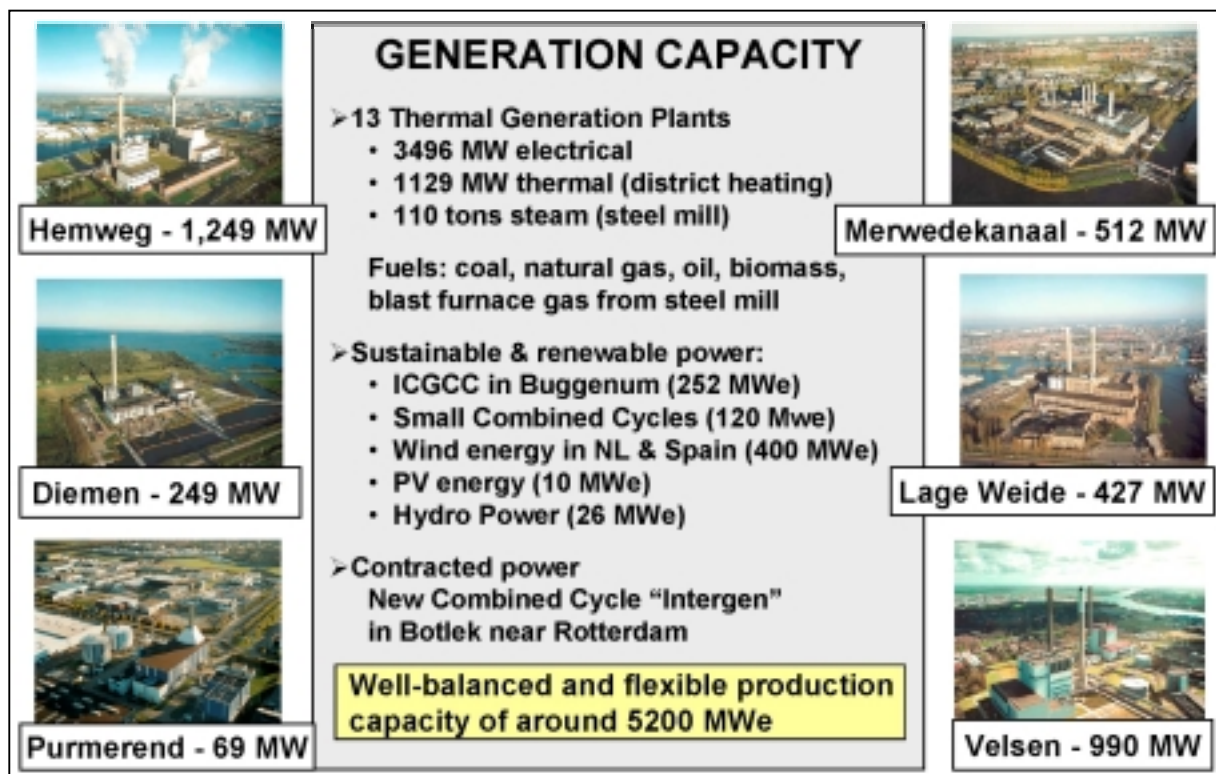 GENERATION CAPACITY
➢13 Thermal Generation Plants
• 3496 MW electrical
• 1129 MW thermal (district heating)
• 110 tons steam (steel mill)
Fuels: coal, natural gas, oil, biomass,
blast furnace gas from steel mill
➢Sustainable & renewable power:
• ICGCC in Buggenum (252 MWe)
• Small Combined Cycles (120 Mwe)
• Wind energy in NL & Spain (400 MWe)
• PV energy (10 MWe)
• Hydro Power (26 MWe)
➢Contracted power
New Combined Cycle “Intergen”
in Botlek near Rotterdam
Well-balanced and flexible production
capacity of around 5200 MWe
Hemweg - 1,249 MW
Diemen - 249 MW
Purmerend - 69 MW
Merwedekanaal - 512 MW
Lage Weide - 427 MW
Velsen - 990 MW